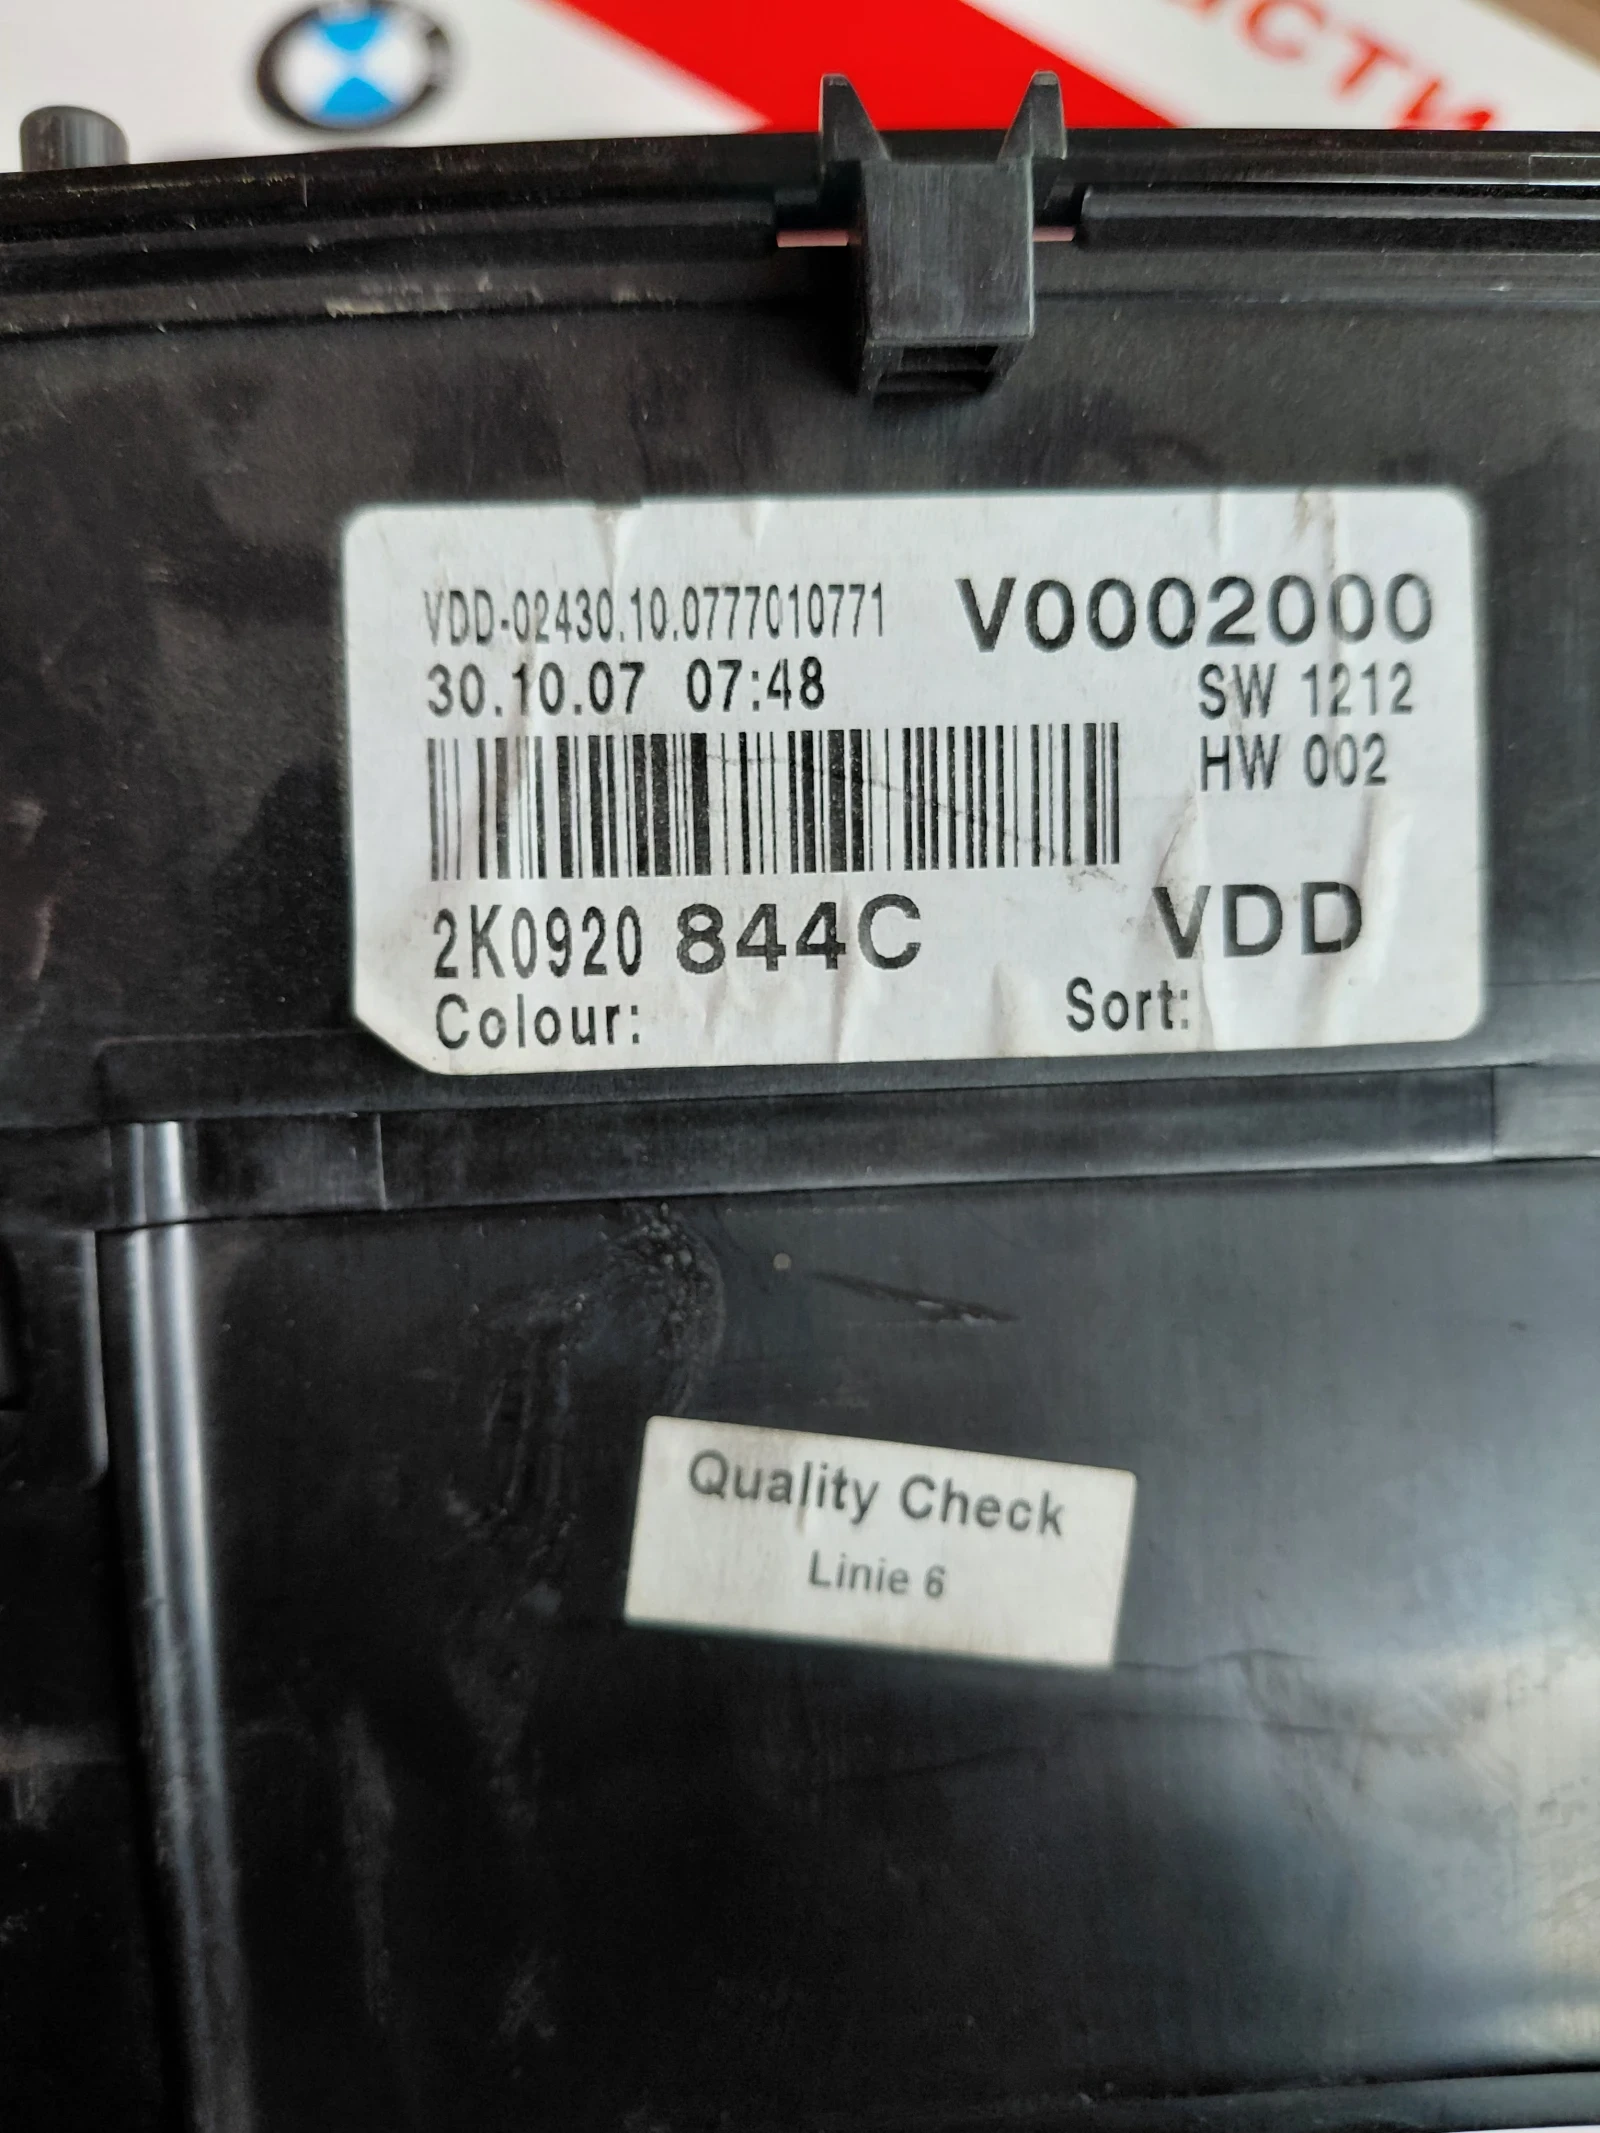 СТИ
VDD-02430.10.0777010771 V0002000
30.10.07 07:48 SW 1212
HW 002
2K0920 844C VDD
Colour: Sort:
Quality Check
Linie 6